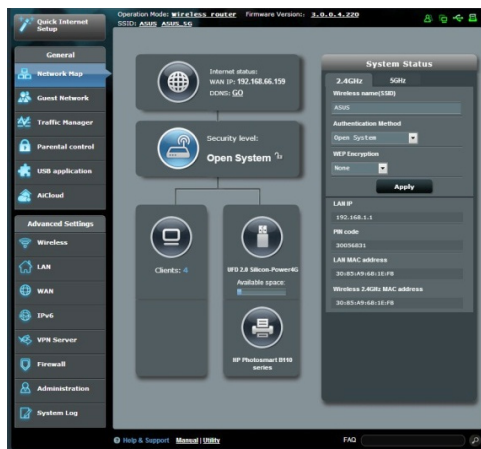 Quick Internet
Setup
Operation Mode: Wireless router Firmware Version: 3.0.0.4.220
SSID: ASUS ASUS_5G
General
Network Map
Guest Network
Traffic Manager
Parental control
USB application
AiCloud
Advanced Settings
Wireless
LAN
WAN
IPv6
VPN Server
Firewall
Administration
System Log
Internet status:
WAN IP: 192.168.66.159
DDNS: GO
Security level:
Open System
Clients: 4
UFD 2.0 Silicon-Power4G
Available space:
HP Photosmart B110
series
System Status
2.4GHz 5GHz
Wireless name(SSID)
ASUS
Authentication Method
Open System
WEP Encryption
None
Apply
LAN IP
192.168.1.1
PIN code
30056831
LAN MAC address
30:85:A9:68:1E:F8
Wireless 2.4GHz MAC address
30:85:A9:68:1E:F8
Help & Support Manual | Utility FAQ